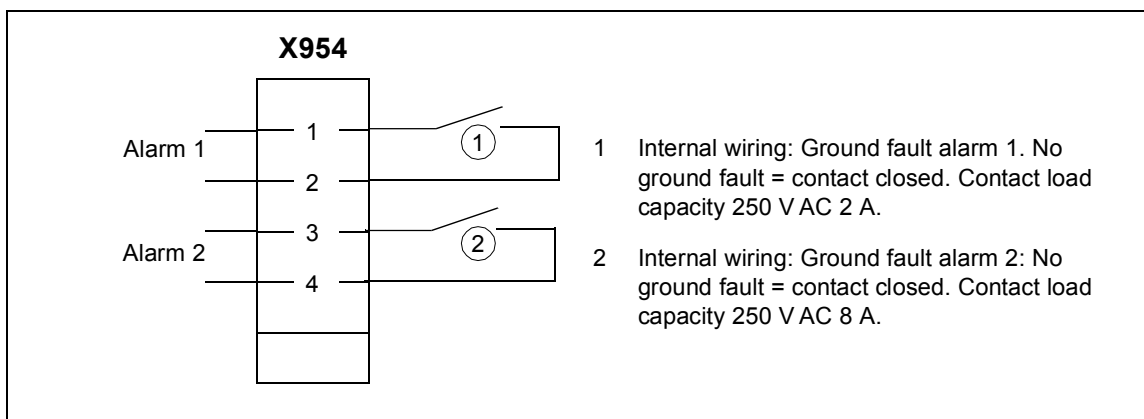 X954
Alarm 1
1
2
Alarm 2
3
4
1
2
1 Internal wiring: Ground fault alarm 1. No
ground fault = contact closed. Contact load
capacity 250 V AC 2 A.
2 Internal wiring: Ground fault alarm 2: No
ground fault = contact closed. Contact load
capacity 250 V AC 8 A.